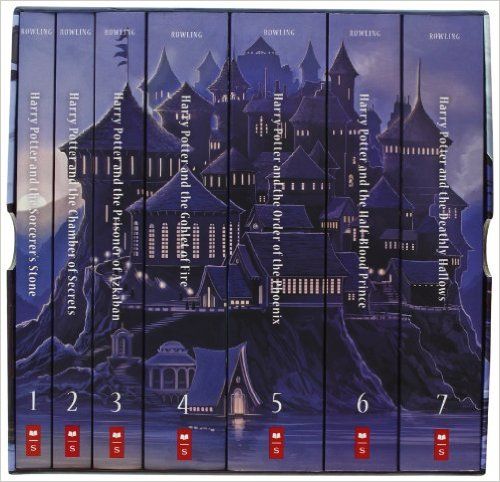 ROWLING
Harry Potter and the Sorcerer's Stone
1
S
ROWLING
Harry Potter and the Chamber of Secrets
2
S
ROWLING
Harry Potter and the Prisoner of Azkaban
3
S
ROWLING
Harry Potter and the Goblet of Fire
4
S
ROWLING
Harry Potter and the Order of the Phoenix
5
S
ROWLING
Harry Potter and the Half-Blood Prince
6
S
ROWLING
Harry Potter and the Deathly Hallows
7
S